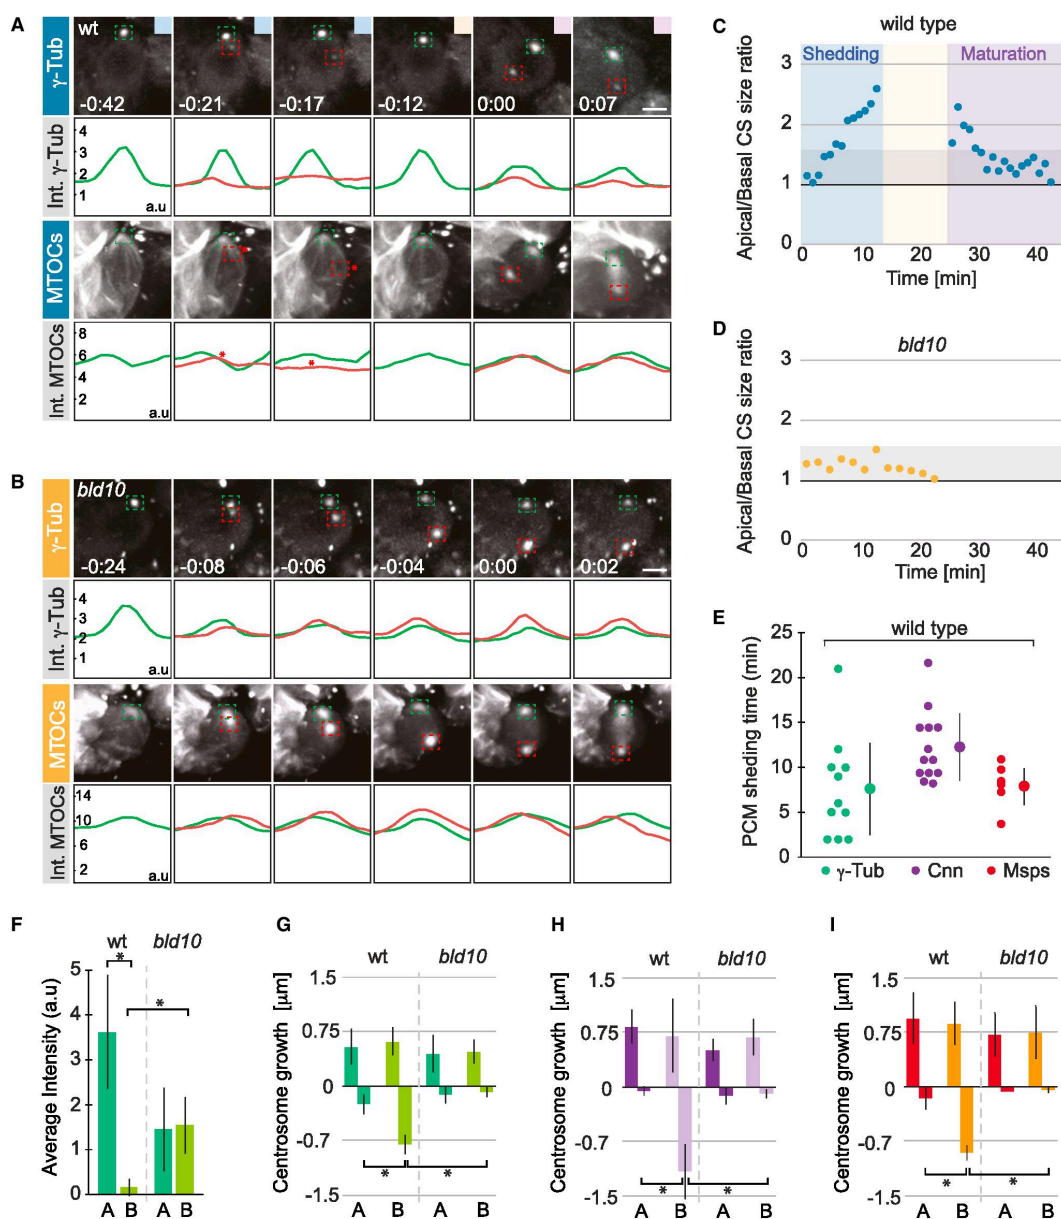 A
wt
γ-Tub
-0:42
-0:21
-0:17
-0:12
0:00
0:07
Int. γ-Tub
4
3
2
1
a.u
MTOCs
*
*
Int. MTOCs
8
6
4
2
*
*
a.u
B
bld10
γ-Tub
-0:24
-0:08
-0:06
-0:04
0:00
0:02
Int. γ-Tub
4
3
2
1
a.u
MTOCs
Int. MTOCs
14
10
6
2
a.u
C
wild type
Apical/Basal CS size ratio
Shedding
Maturation
3
2
1
0
0 10 20 30 40
Time [min]
D
bld10
Apical/Basal CS size ratio
3
2
1
0
0 10 20 30 40
Time [min]
E
wild type
PCM sheding time (min)
25
20
15
10
5
0
γ-Tub Cnn Msps
F
wt bld10
*
*
Average Intensity (a.u)
5
4
3
2
1
0
A B A B
G
wt bld10
Centrosome growth [µm]
1.5
0.75
0
-0.7
-1.5
* *
A B A B
H
wt bld10
Centrosome growth [µm]
1.5
0.75
0
-0.7
-1.5
* *
A B A B
I
wt bld10
Centrosome growth [µm]
1.5
0.75
0
-0.7
-1.5
* *
A B A B